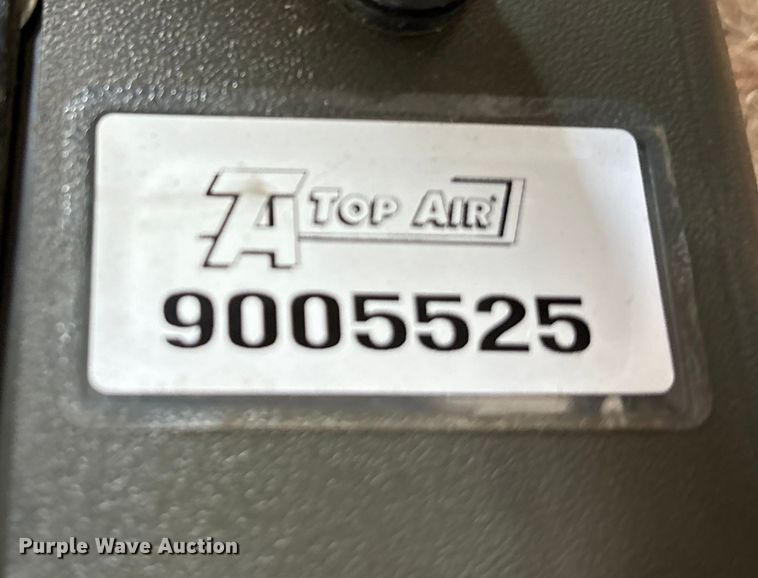 TA TOP AIR
9005525
Purple Wave Auction